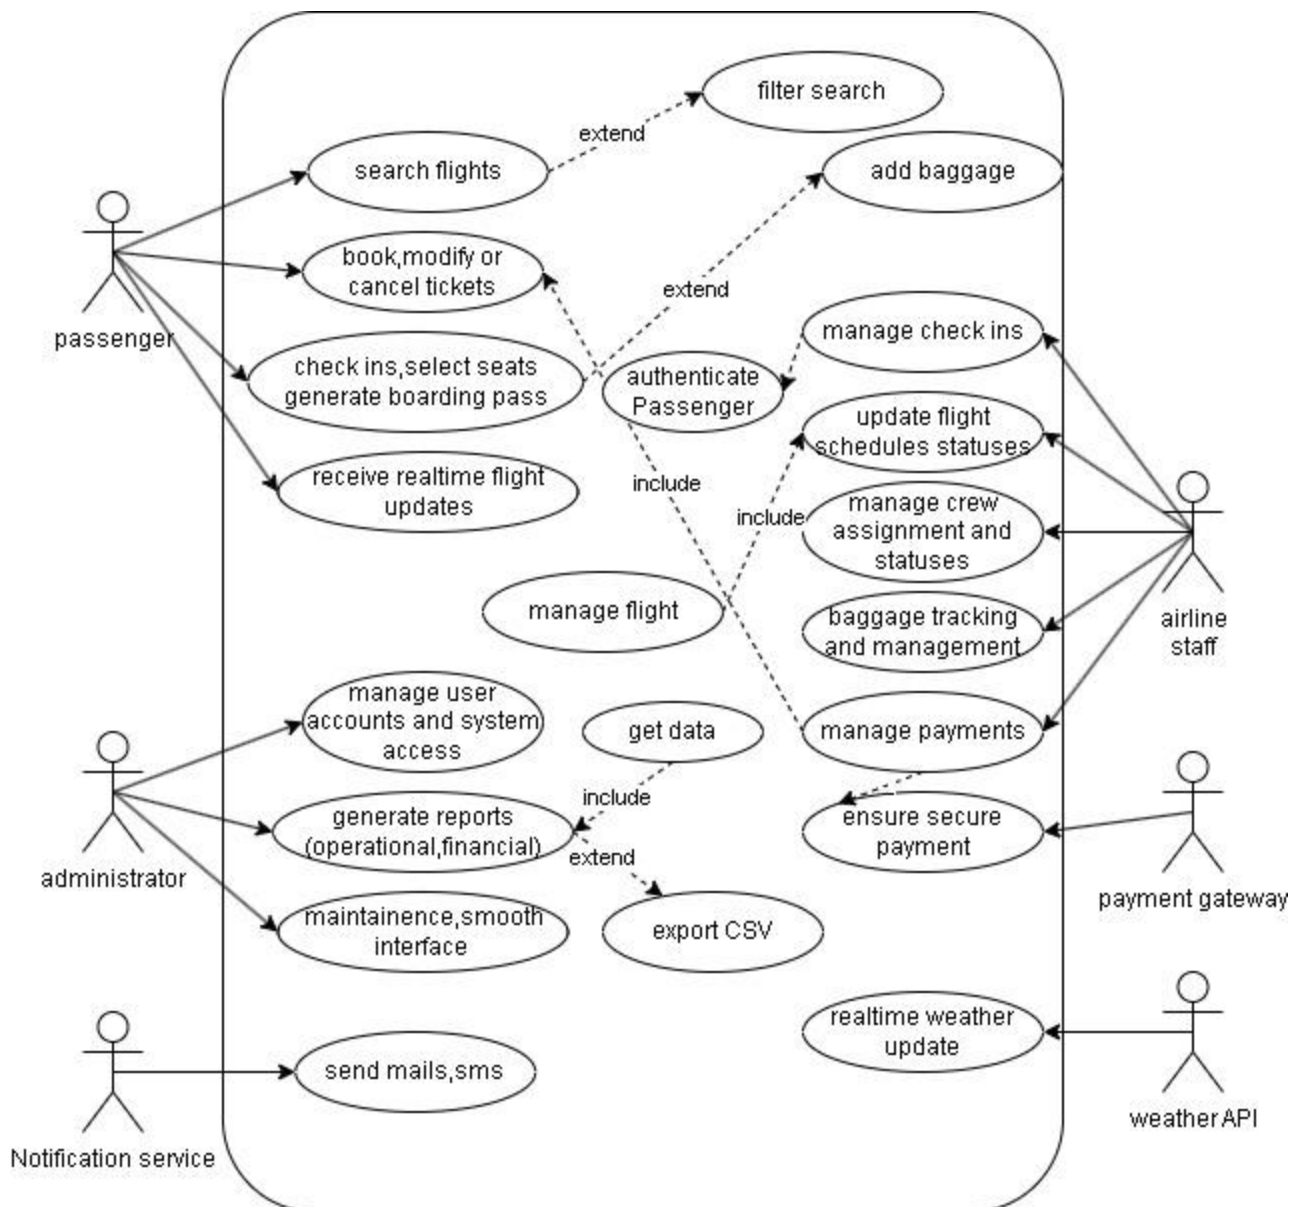 filter search
extend
search flights
add baggage
passenger
book,modify or
cancel tickets
extend
manage check ins
check ins,select seats
generate boarding pass
authenticate
Passenger
update flight
schedules statuses
receive realtime flight
updates
include
include
manage crew
assignment and
statuses
manage flight
baggage tracking
and management
airline
staff
manage user
accounts and system
access
get data
manage payments
include
generate reports
(operational,financial)
extend
ensure secure
payment
administrator
payment gateway
maintainence,smooth
interface
export CSV
realtime weather
update
send mails,sms
weather API
Notification service